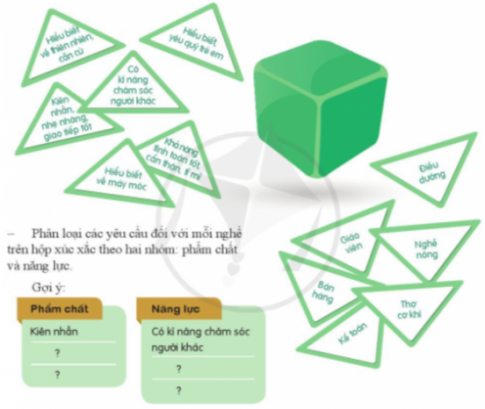 Hiểu biết
về thiên nhiên,
cần cù
Hiểu biết,
yêu quý trẻ em
Có
kĩ năng
chăm sóc
người khác
Kiên
nhẫn,
nhẹ nhàng,
giao tiếp tốt
Khả năng
tính toán tốt,
cẩn thận, tỉ mỉ
Hiểu biết
về máy móc
Điều
dưỡng
Giáo
viên
Nghề
nông
Bán
hàng
Thợ
cơ khí
Kế toán
– Phân loại các yêu cầu đối với mỗi nghề
trên hộp xúc xắc theo hai nhóm: phẩm chất
và năng lực.
Gợi ý:
Phẩm chất
Kiên nhẫn
?
?
Năng lực
Có kĩ năng chăm sóc
người khác
?
?